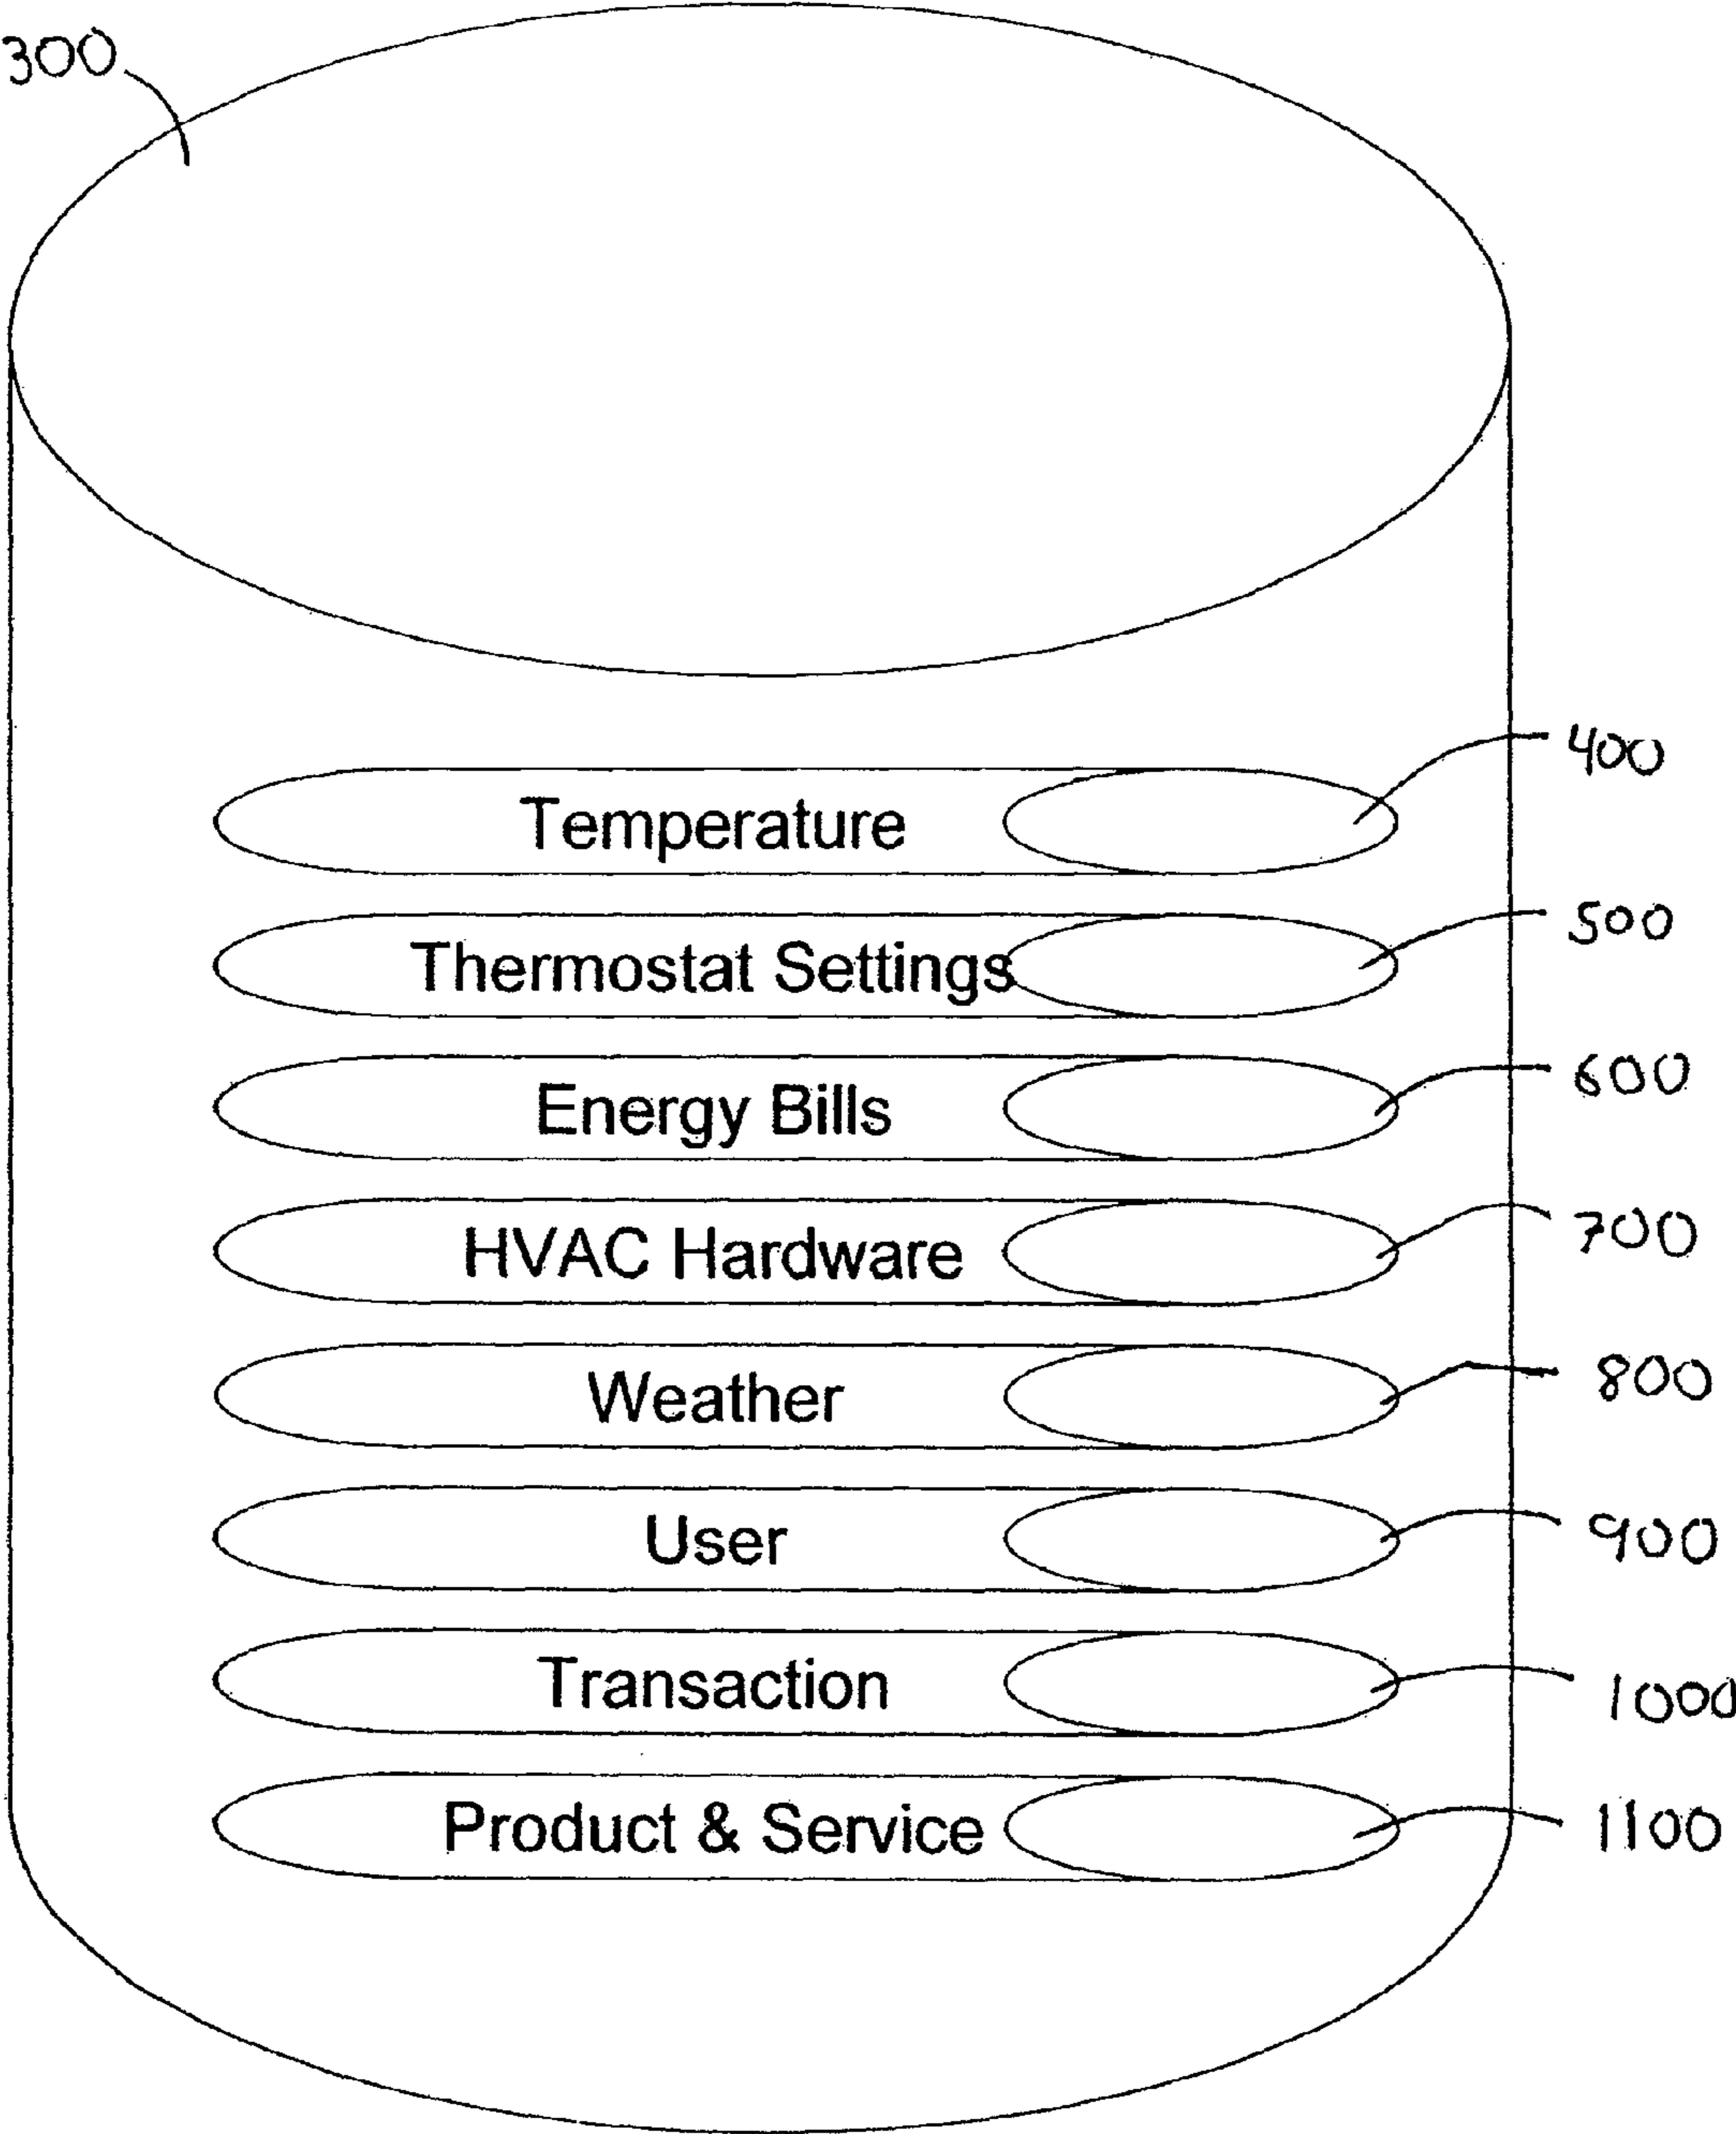 300
Temperature 400
Thermostat Settings 500
Energy Bills 600
HVAC Hardware 700
Weather 800
User 900
Transaction 1000
Product & Service 1100